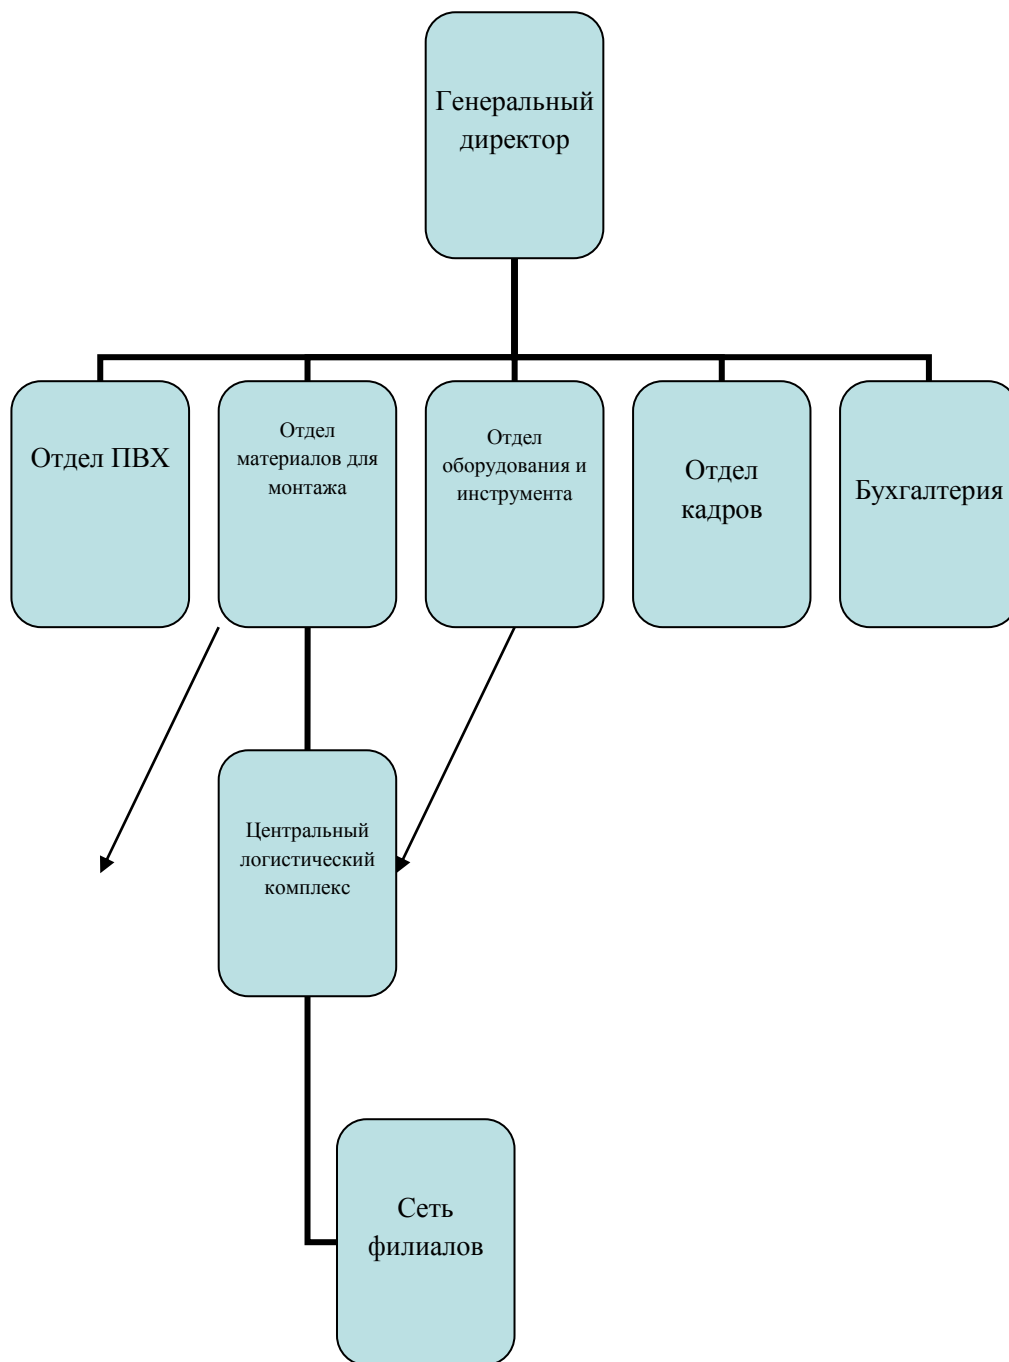 Генеральный
директор
Отдел ПВХ
Отдел
материалов для
монтажа
Отдел
оборудования и
инструмента
Отдел
кадров
Бухгалтерия
Центральный
логистический
комплекс
Сеть
филиалов